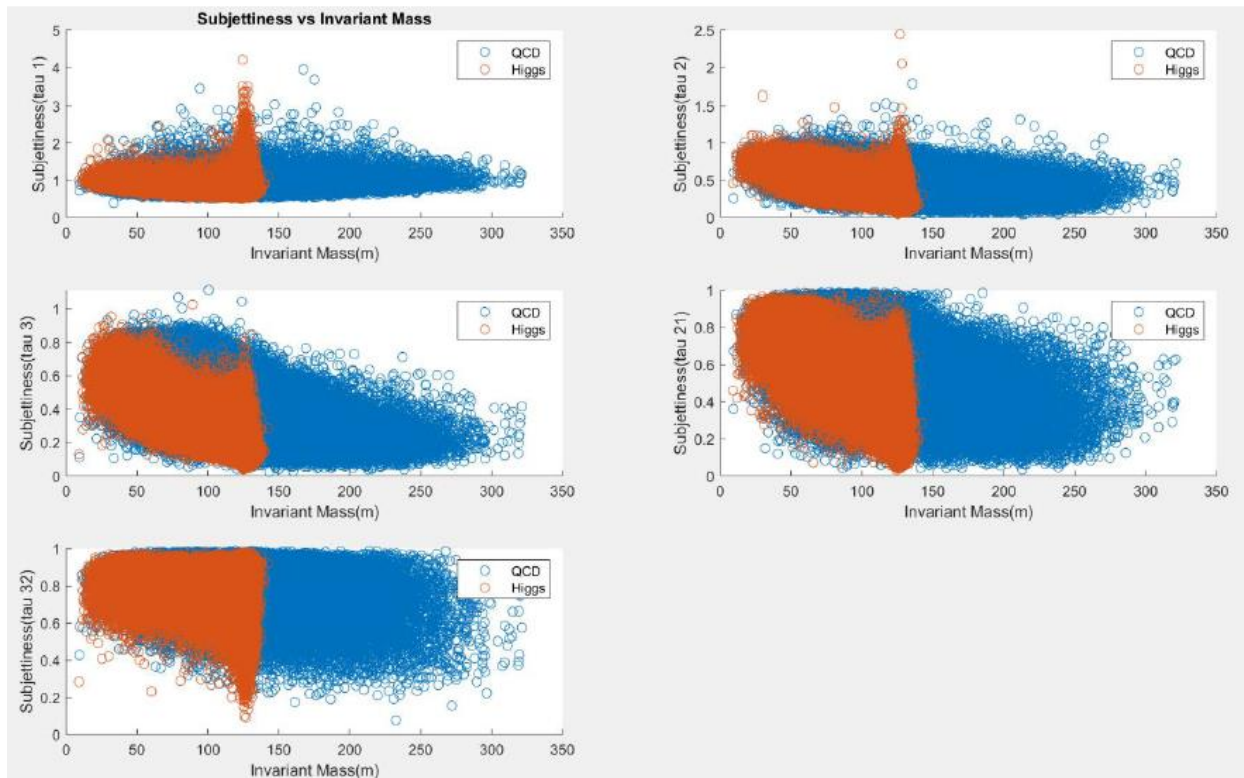 Subjettiness vs Invariant Mass
5
4
3
2
1
0
Subjettiness(tau 1)
QCD
Higgs
0 50 100 150 200 250 300 350
Invariant Mass(m)
2.5
2
1.5
1
0.5
0
Subjettiness(tau 2)
QCD
Higgs
0 50 100 150 200 250 300 350
Invariant Mass(m)
1
0.8
0.6
0.4
0.2
0
Subjettiness(tau 3)
QCD
Higgs
0 50 100 150 200 250 300 350
Invariant Mass(m)
1
0.8
0.6
0.4
0.2
0
Subjettiness(tau 21)
QCD
Higgs
0 50 100 150 200 250 300 350
Invariant Mass(m)
1
0.8
0.6
0.4
0.2
0
Subjettiness(tau 32)
QCD
Higgs
0 50 100 150 200 250 300 350
Invariant Mass(m)